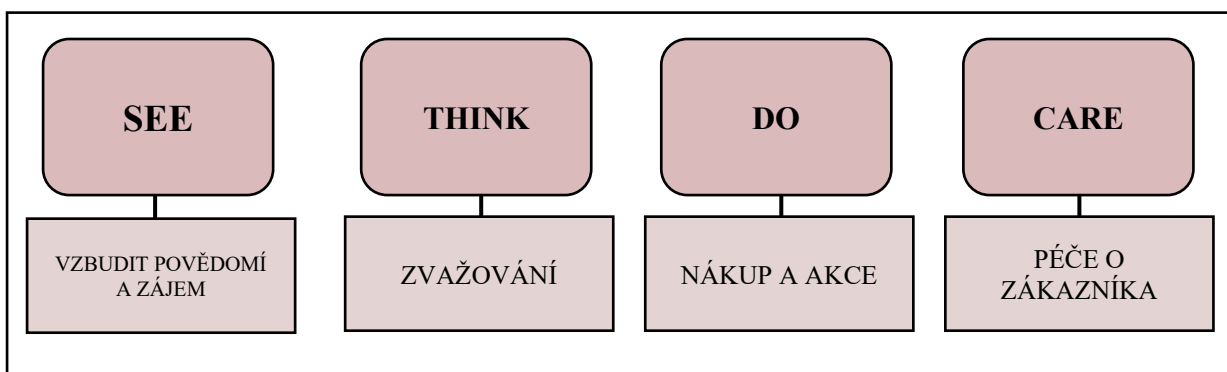 SEE
THINK
DO
CARE
VZBUDIT POVĚDOMÍ
A ZÁJEM
ZVAŽOVÁNÍ
NÁKUP A AKCE
PÉČE O
ZÁKAZNÍKA